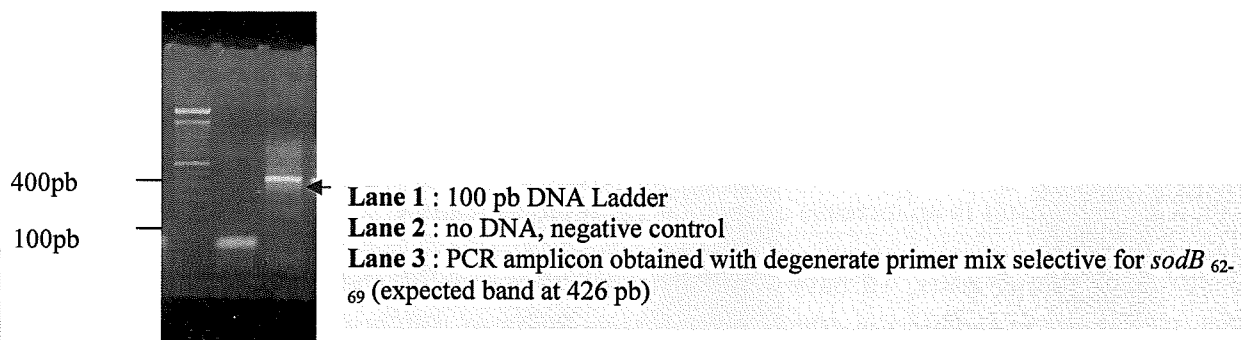 400pb
100pb
Lane 1 : 100 pb DNA Ladder
Lane 2 : no DNA, negative control
Lane 3 : PCR amplicon obtained with degenerate primer mix selective for sodB 62-
69 (expected band at 426 pb)